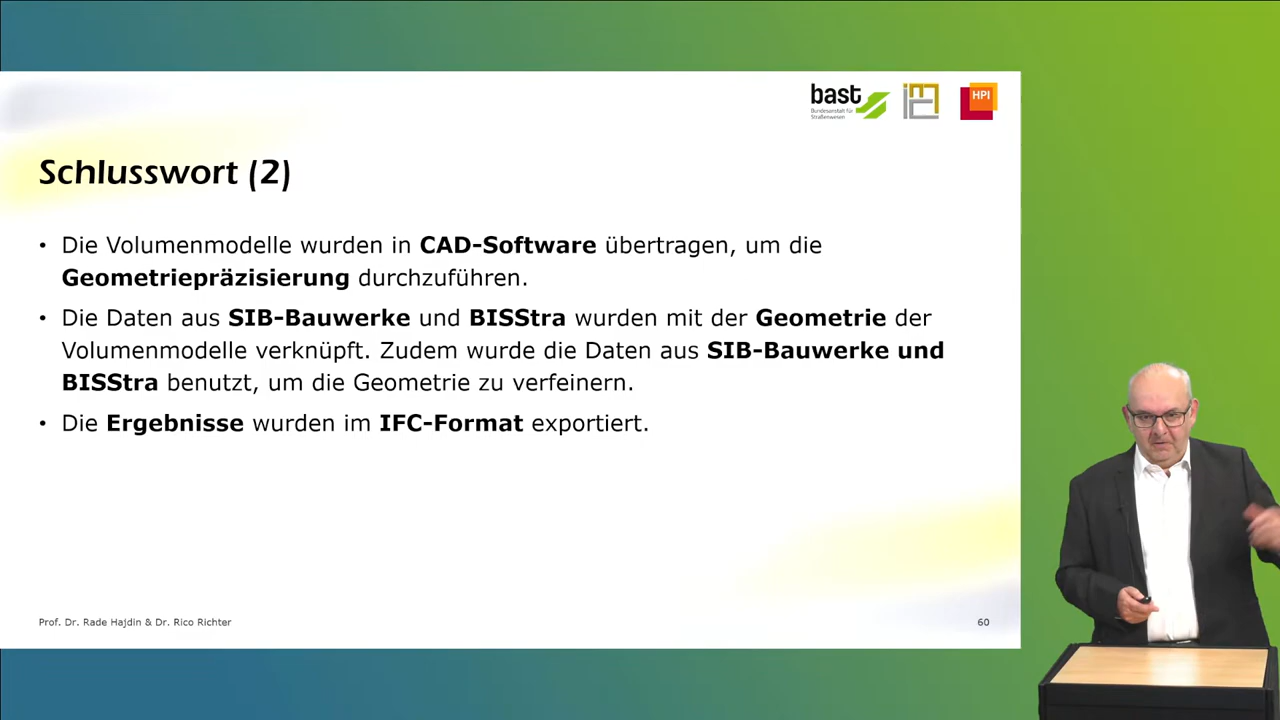 bast
Bundesanstalt für
Straßenwesen
HPI
Schlusswort (2)
• Die Volumenmodelle wurden in CAD-Software übertragen, um die
Geometriepräzisierung durchzuführen.
• Die Daten aus SIB-Bauwerke und BISStra wurden mit der Geometrie der
Volumenmodelle verknüpft. Zudem wurde die Daten aus SIB-Bauwerke und
BISStra benutzt, um die Geometrie zu verfeinern.
• Die Ergebnisse wurden im IFC-Format exportiert.
Prof. Dr. Rade Hajdin & Dr. Rico Richter
60